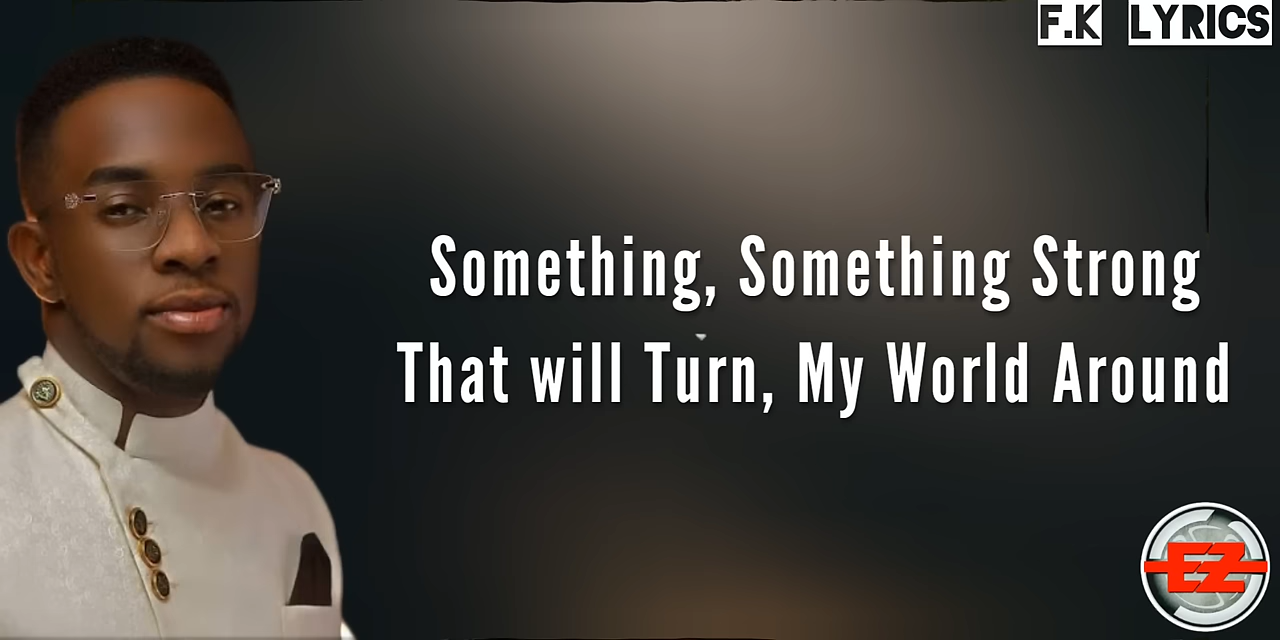 F.K LYRICS
Something, Something Strong
That will Turn, My World Around
EZ